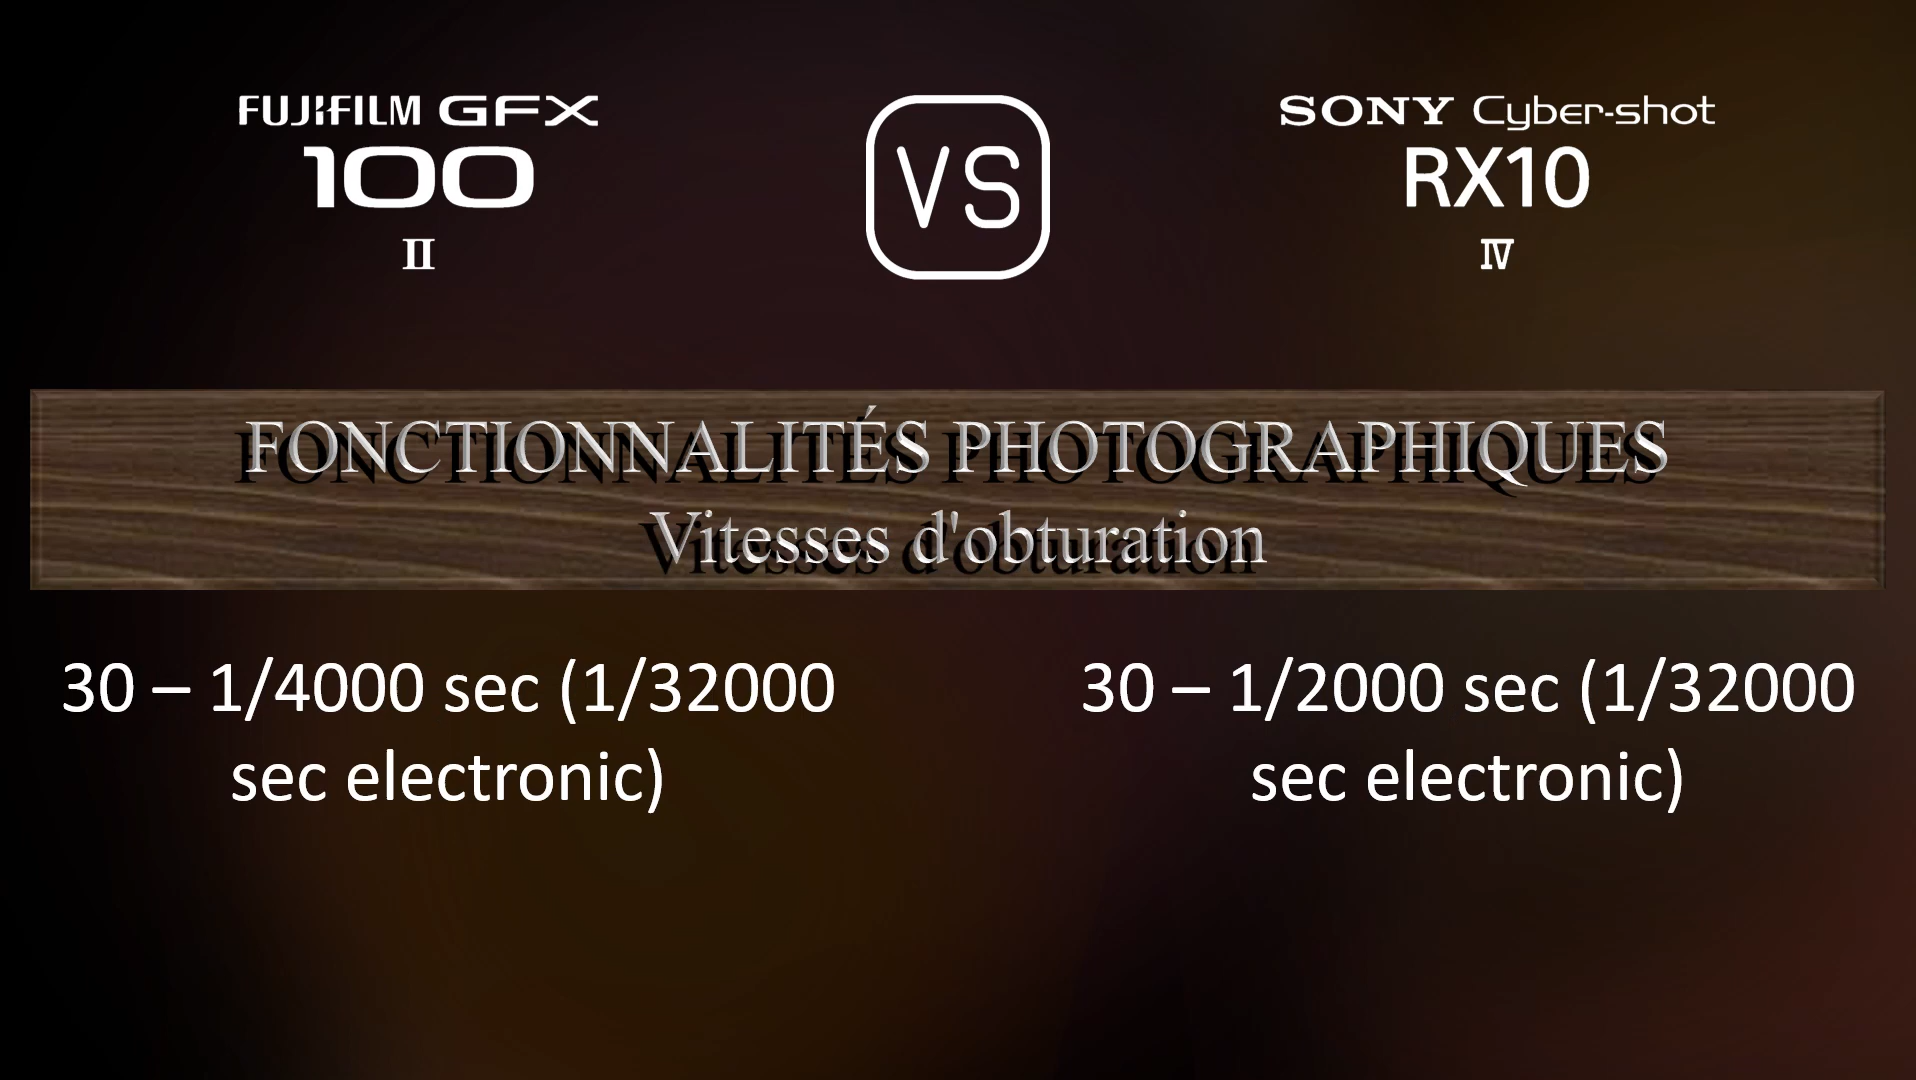 FUJIFILM GFX
100
II
VS
SONY Cyber-shot
RX10
IV
FONCTIONNALITÉS PHOTOGRAPHIQUES
Vitesses d'obturation
30 – 1/4000 sec (1/32000
sec electronic)
30 – 1/2000 sec (1/32000
sec electronic)